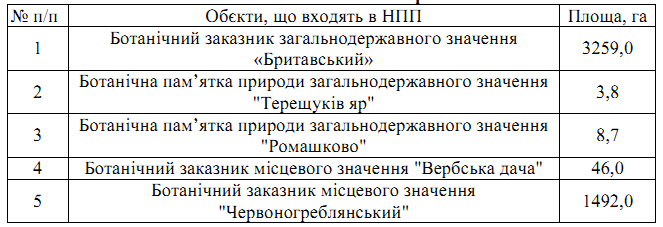 № п/п Обєкти, що входять в НПП Площа, га
1 Ботанічний заказник загальнодержавного значення «Бритавський» 3259,0
2 Ботанічна пам’ятка природи загальнодержавного значення "Терещуків яр" 3,8
3 Ботанічна пам’ятка природи загальнодержавного значення "Ромашково" 8,7
4 Ботанічний заказник місцевого значення "Вербська дача" 46,0
5 Ботанічний заказник місцевого значення "Червоногреблянський" 1492,0